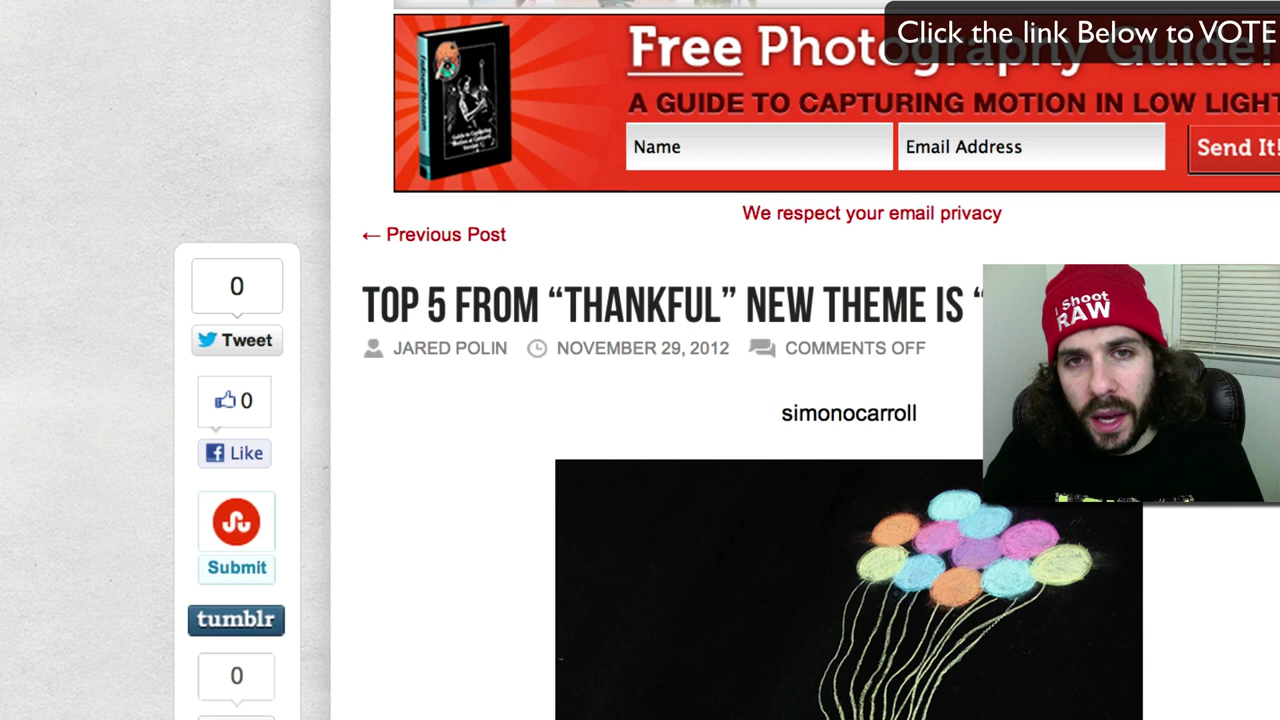 Click the link Below to VOTE
Free Photography Guide!
A GUIDE TO CAPTURING MOTION IN LOW LIGHT
Name
Email Address
Send It!
We respect your email privacy
← Previous Post
0
Tweet
TOP 5 FROM “THANKFUL” NEW THEME IS “
JARED POLIN
NOVEMBER 29, 2012
COMMENTS OFF
I Shoot
RAW
0
Like
simonocarroll
Submit
tumblr
0